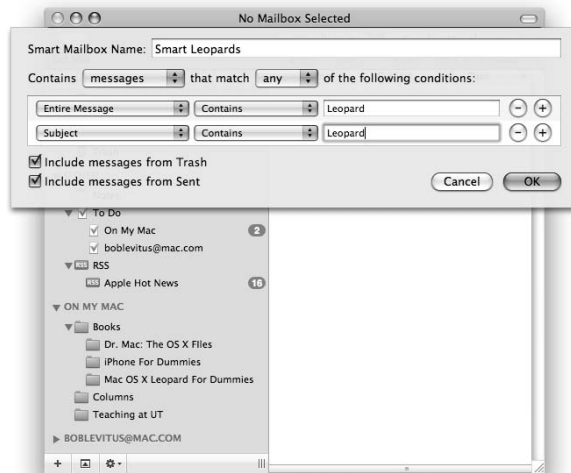 No Mailbox Selected
Smart Mailbox Name: Smart Leopards
Contains messages that match any of the following conditions:
Entire Message Contains Leopard
Subject Contains Leopard
Include messages from Trash
Include messages from Sent
Cancel OK
To Do
On My Mac 2
boblevitus@mac.com
RSS
RSS Apple Hot News 16
ON MY MAC
Books
Dr. Mac: The OS X Files
iPhone For Dummies
Mac OS X Leopard For Dummies
Columns
Teaching at UT
BOBLEVITUS@MAC.COM